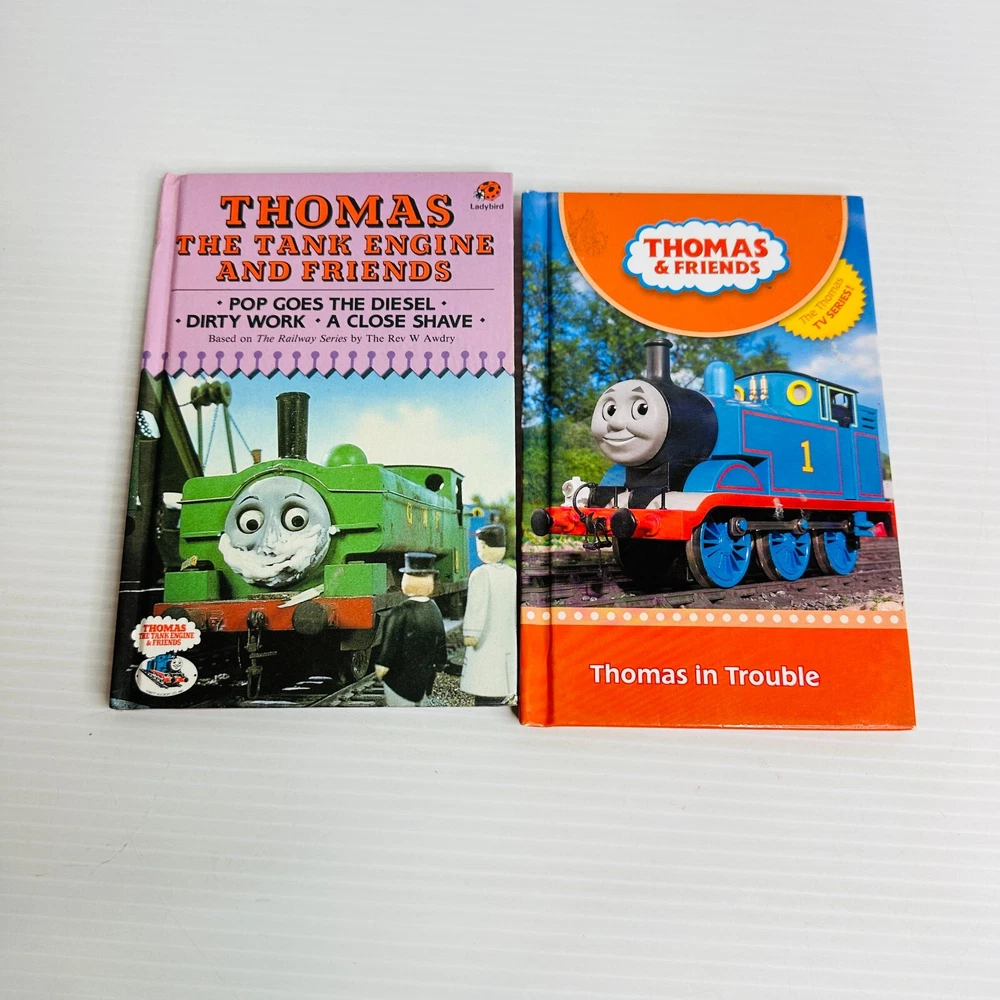 THOMAS
THE TANK ENGINE
AND FRIENDS
Ladybird
• POP GOES THE DIESEL •
• DIRTY WORK • A CLOSE SHAVE •
Based on The Railway Series by The Rev W Awdry
G W R
THOMAS
THE TANK ENGINE
& FRIENDS
THOMAS
& FRIENDS
The Thomas
TV SERIES!
1
Thomas in Trouble